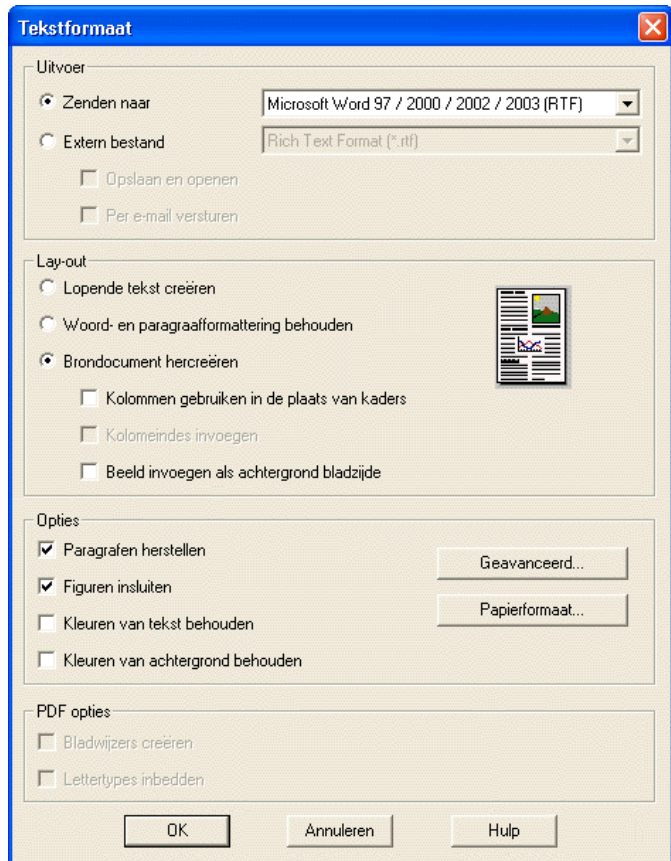 Tekstformaat
Uitvoer
Zenden naar
Microsoft Word 97 / 2000 / 2002 / 2003 (RTF)
Extern bestand
Rich Text Format (*.rtf)
Opslaan en openen
Per e-mail versturen
Lay-out
Lopende tekst creëren
Woord- en paragraafformattering behouden
Brondocument hercreëren
Kolommen gebruiken in de plaats van kaders
Kolomeindes invoegen
Beeld invoegen als achtergrond bladzijde
Opties
Paragrafen herstellen
Geavanceerd...
Figuren insluiten
Papierformaat...
Kleuren van tekst behouden
Kleuren van achtergrond behouden
PDF opties
Bladwijzers creëren
Lettertypes inbedden
OK
Annuleren
Hulp